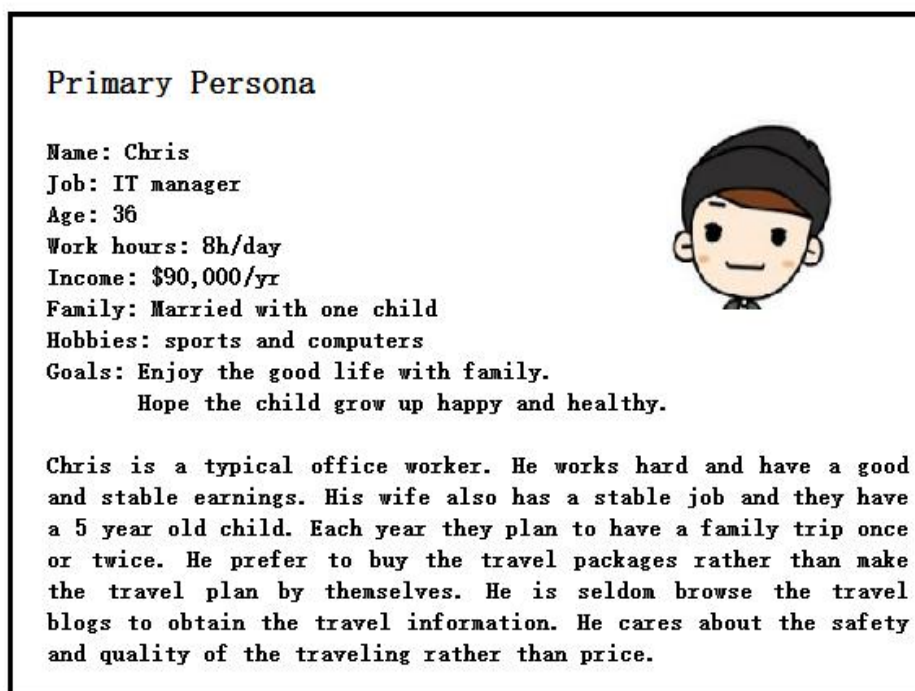 Primary Persona
Name: Chris
Job: IT manager
Age: 36
Work hours: 8h/day
Income: $90,000/yr
Family: Married with one child
Hobbies: sports and computers
Goals: Enjoy the good life with family.
Hope the child grow up happy and healthy.
Chris is a typical office worker. He works hard and have a good
and stable earnings. His wife also has a stable job and they have
a 5 year old child. Each year they plan to have a family trip once
or twice. He prefer to buy the travel packages rather than make
the travel plan by themselves. He is seldom browse the travel
blogs to obtain the travel information. He cares about the safety
and quality of the traveling rather than price.